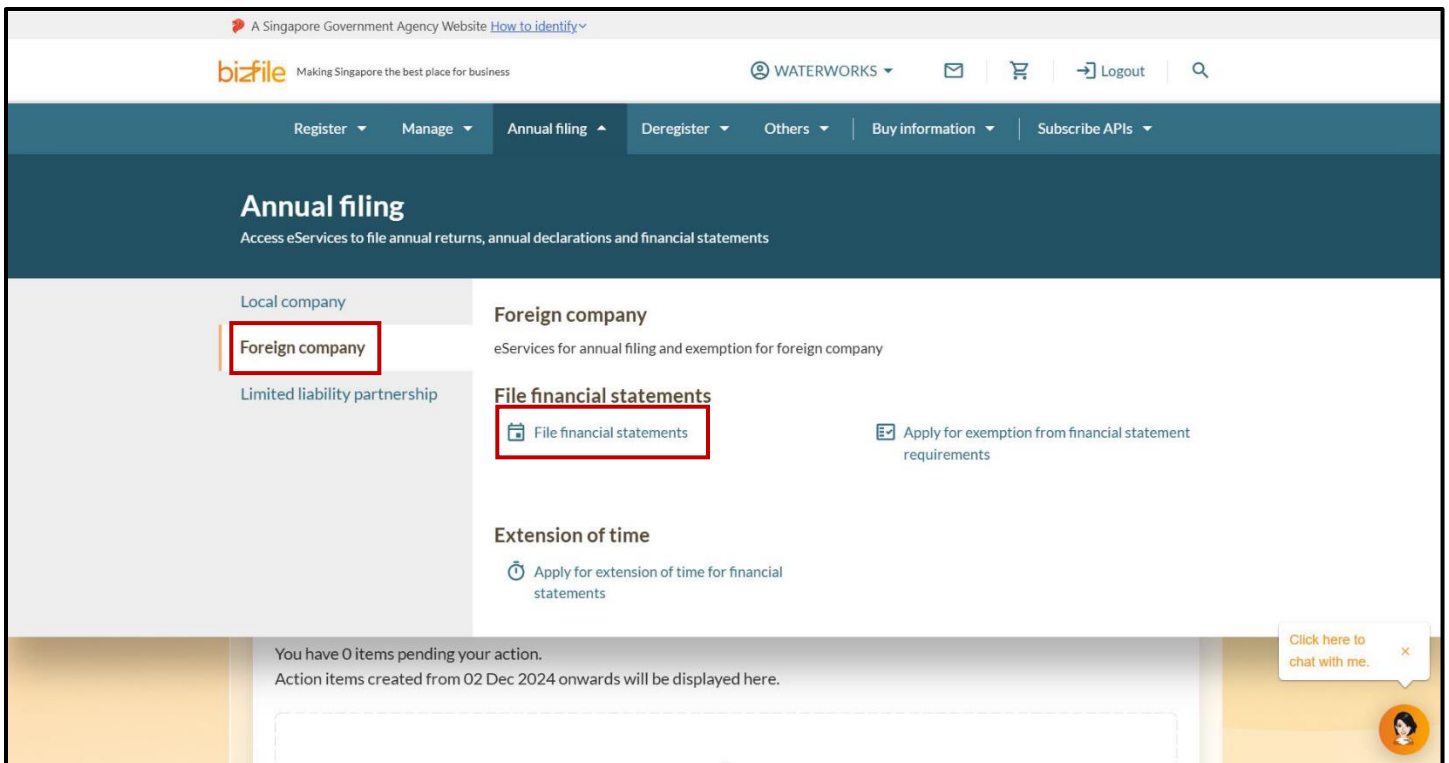 A Singapore Government Agency Website How to identify
bizfile Making Singapore the best place for business
WATERWORKS
Logout
Register
Manage
Annual filing
Deregister
Others
Buy information
Subscribe APIs
Annual filing
Access eServices to file annual returns, annual declarations and financial statements
Local company
Foreign company
Limited liability partnership
Foreign company
eServices for annual filing and exemption for foreign company
File financial statements
File financial statements
Apply for exemption from financial statement
requirements
Extension of time
Apply for extension of time for financial
statements
You have 0 items pending your action.
Action items created from 02 Dec 2024 onwards will be displayed here.
Click here to
chat with me.
×